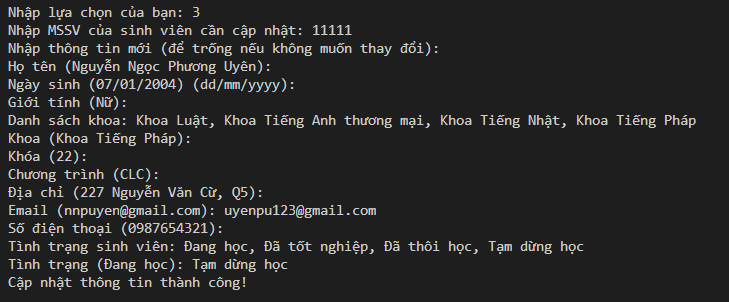 Nhập lựa chọn của bạn: 3
Nhập MSSV của sinh viên cần cập nhật: 11111
Nhập thông tin mới (để trống nếu không muốn thay đổi):
Họ tên (Nguyễn Ngọc Phương Uyên):
Ngày sinh (07/01/2004) (dd/mm/yyyy):
Giới tính (Nữ):
Danh sách khoa: Khoa Luật, Khoa Tiếng Anh thương mại, Khoa Tiếng Nhật, Khoa Tiếng Pháp
Khoa (Khoa Tiếng Pháp):
Khóa (22):
Chương trình (CLC):
Địa chỉ (227 Nguyễn Văn Cừ, Q5):
Email (nnpuyen@gmail.com): uyenpu123@gmail.com
Số điện thoại (0987654321):
Tình trạng sinh viên: Đang học, Đã tốt nghiệp, Đã thôi học, Tạm dừng học
Tình trạng (Đang học): Tạm dừng học
Cập nhật thông tin thành công!